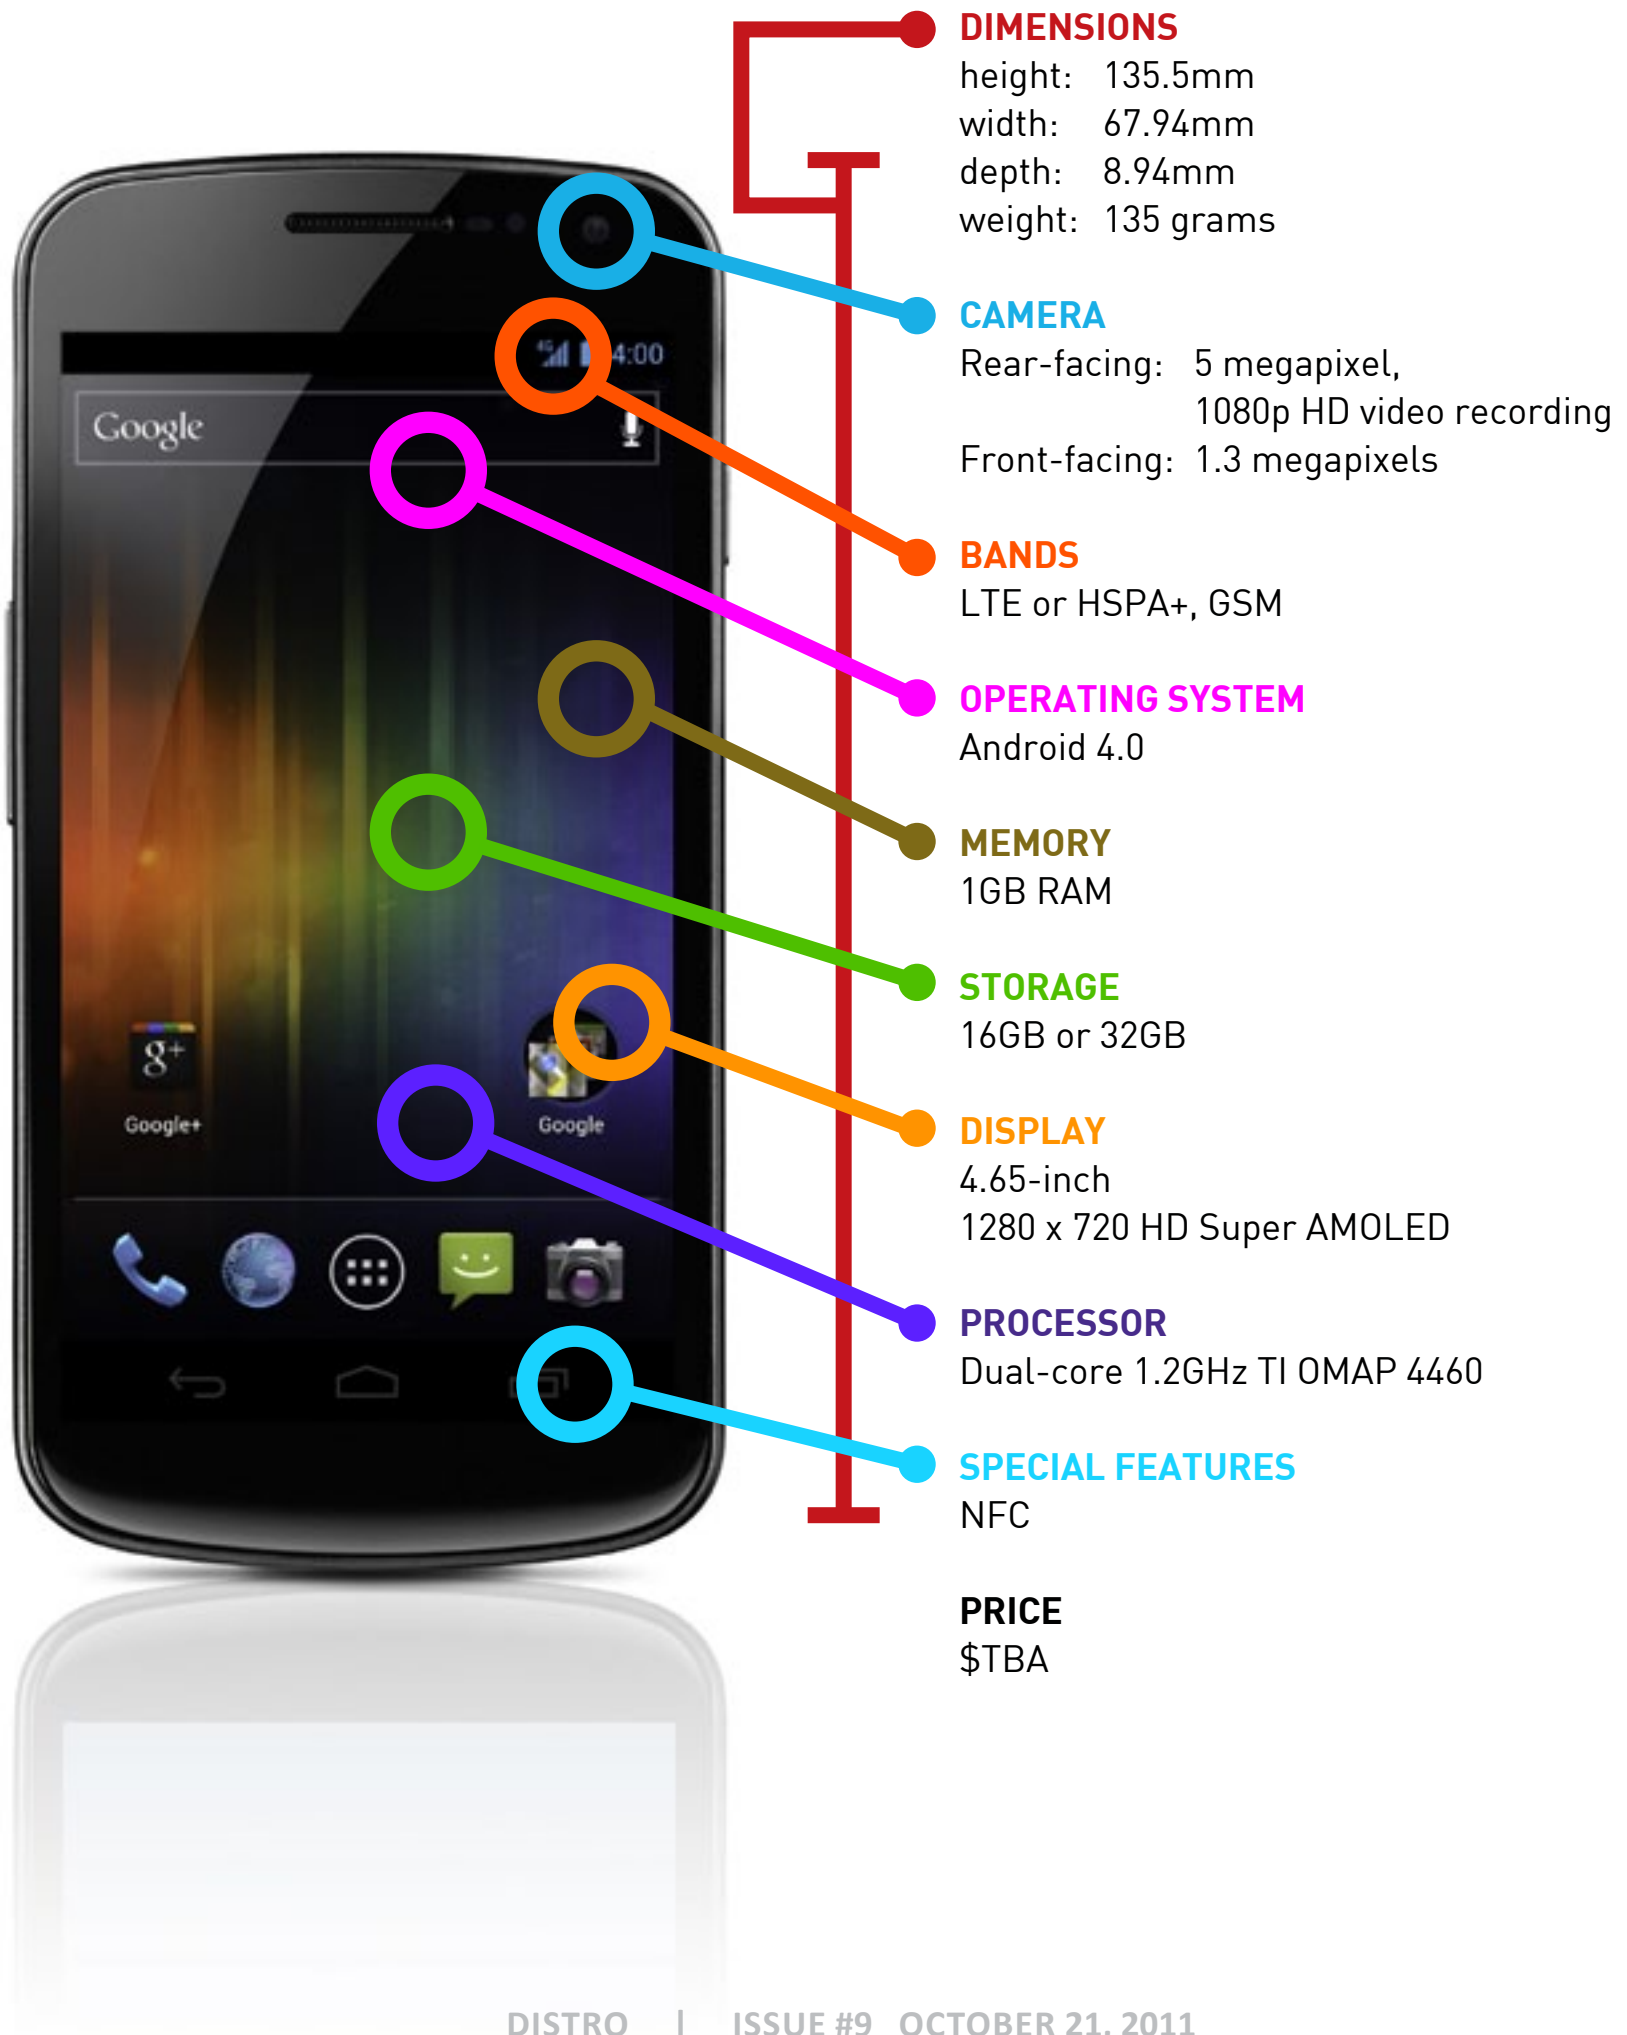 DIMENSIONS
height: 135.5mm
width: 67.94mm
depth: 8.94mm
weight: 135 grams
CAMERA
Rear-facing: 5 megapixel,
1080p HD video recording
Front-facing: 1.3 megapixels
BANDS
LTE or HSPA+, GSM
OPERATING SYSTEM
Android 4.0
MEMORY
1GB RAM
STORAGE
16GB or 32GB
DISPLAY
4.65-inch
1280 x 720 HD Super AMOLED
PROCESSOR
Dual-core 1.2GHz TI OMAP 4460
SPECIAL FEATURES
NFC
PRICE
$TBA
4G 4:00
Google
g+
Google+ Google
DISTRO | ISSUE #9 OCTOBER 21, 2011